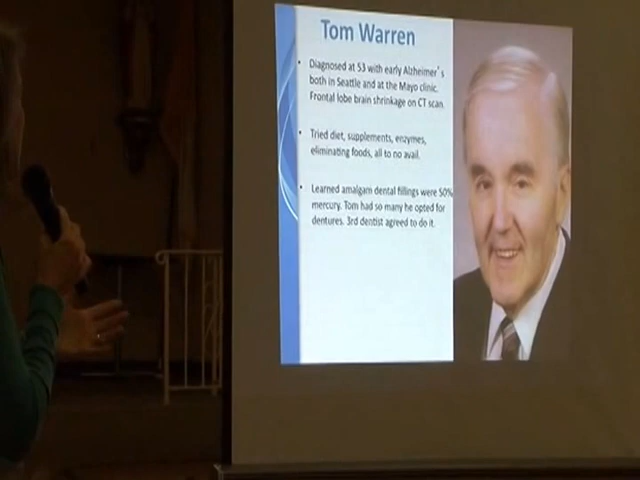 Tom Warren
• Diagnosed at 53 with early Alzheimer's
both in Seattle and at the Mayo clinic.
Frontal lobe brain shrinkage on CT scan.
• Tried diet, supplements, enzymes,
eliminating foods, all to no avail.
• Learned amalgam dental fillings were 50%
mercury. Tom had so many he opted for
dentures. 3rd dentist agreed to do it.